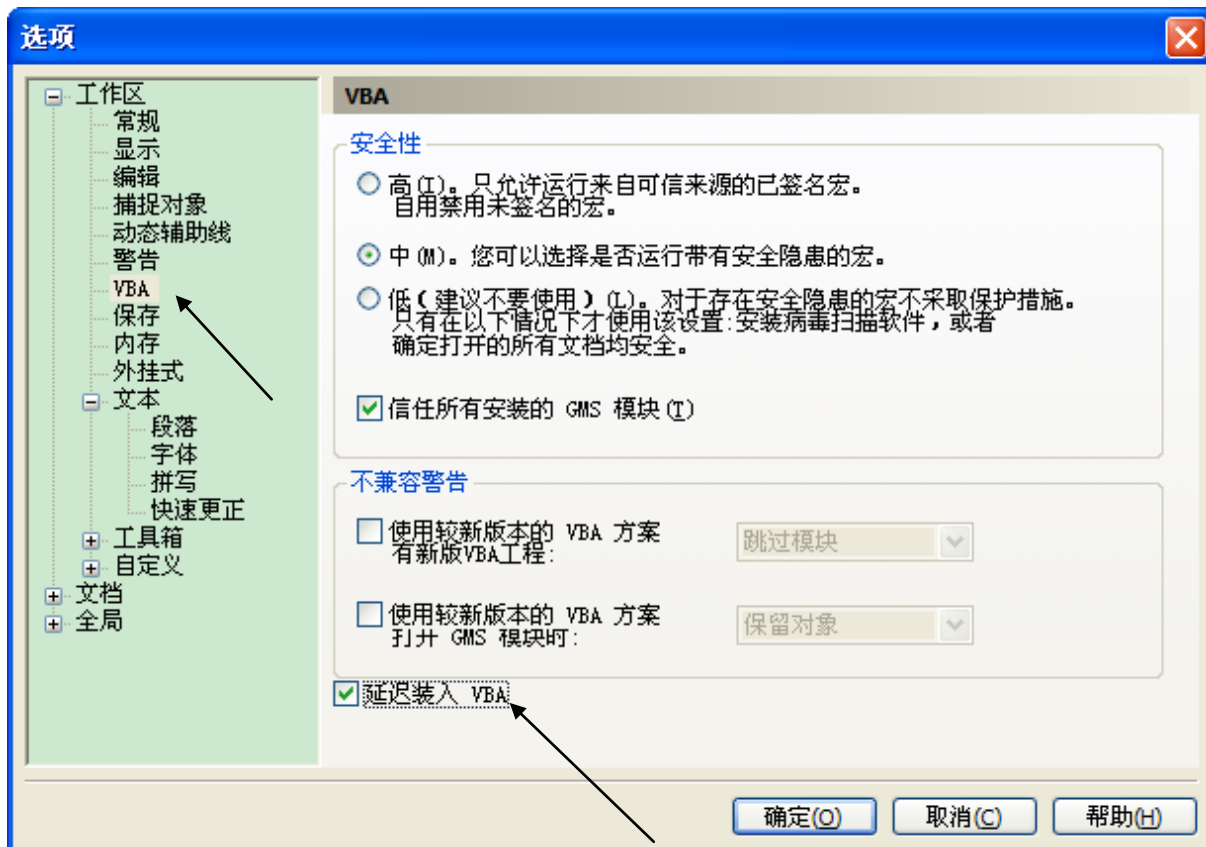 选项
工作区
常规
显示
编辑
捕捉对象
动态辅助线
警告
VBA
保存
内存
外挂式
文本
段落
字体
拼写
快速更正
工具箱
自定义
文档
全局
VBA
安全性
高(I)。只允许运行来自可信来源的已签名宏。
自用禁用未签名的宏。
中(M)。您可以选择是否运行带有安全隐患的宏。
低(建议不要使用)(L)。对于存在安全隐患的宏不采取保护措施。
只有在以下情况下才使用该设置:安装病毒扫描软件,或者
确定打开的所有文档均安全。
信任所有安装的 GMS 模块(T)
不兼容警告
使用较新版本的 VBA 方案
有新版VBA工程:
跳过模块
使用较新版本的 VBA 方案
打开 GMS 模块时:
保留对象
延迟装入 VBA
确定(O)
取消(C)
帮助(H)